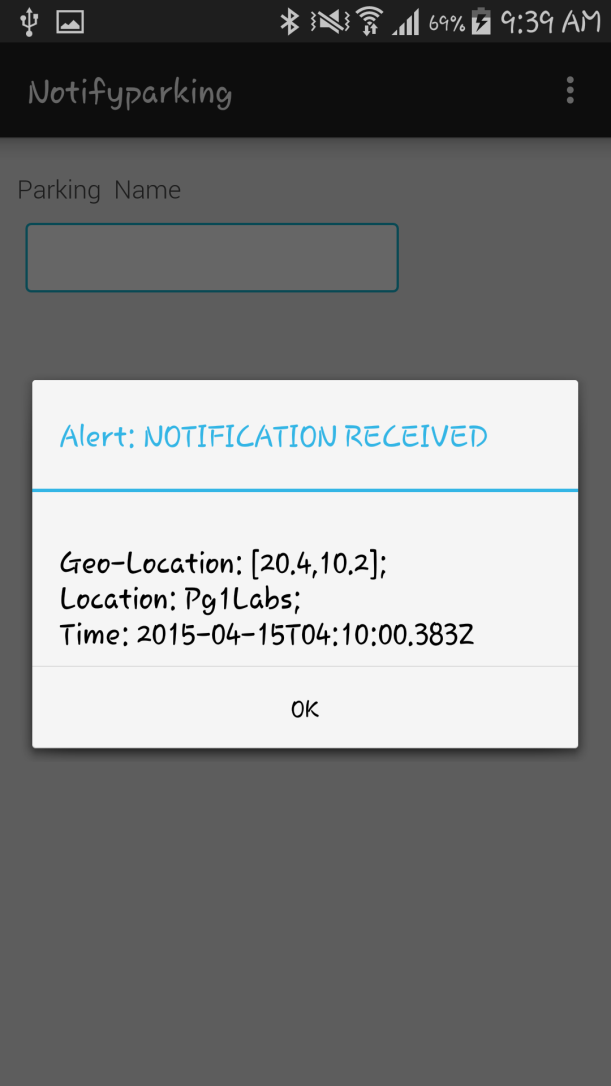 69% 9:39 AM
Notifyparking
Parking Name
Alert: NOTIFICATION RECEIVED
Geo-Location: [20.4,10.2];
Location: Pg1Labs;
Time: 2015-04-15T04:10:00.383Z
OK